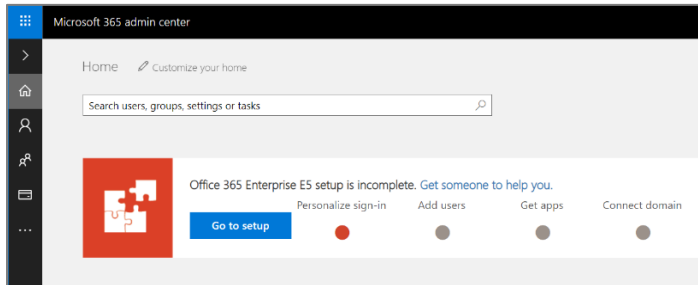 Microsoft 365 admin center
Home Customize your home
Search users, groups, settings or tasks
Office 365 Enterprise E5 setup is incomplete. Get someone to help you.
Go to setup
Personalize sign-in Add users Get apps Connect domain